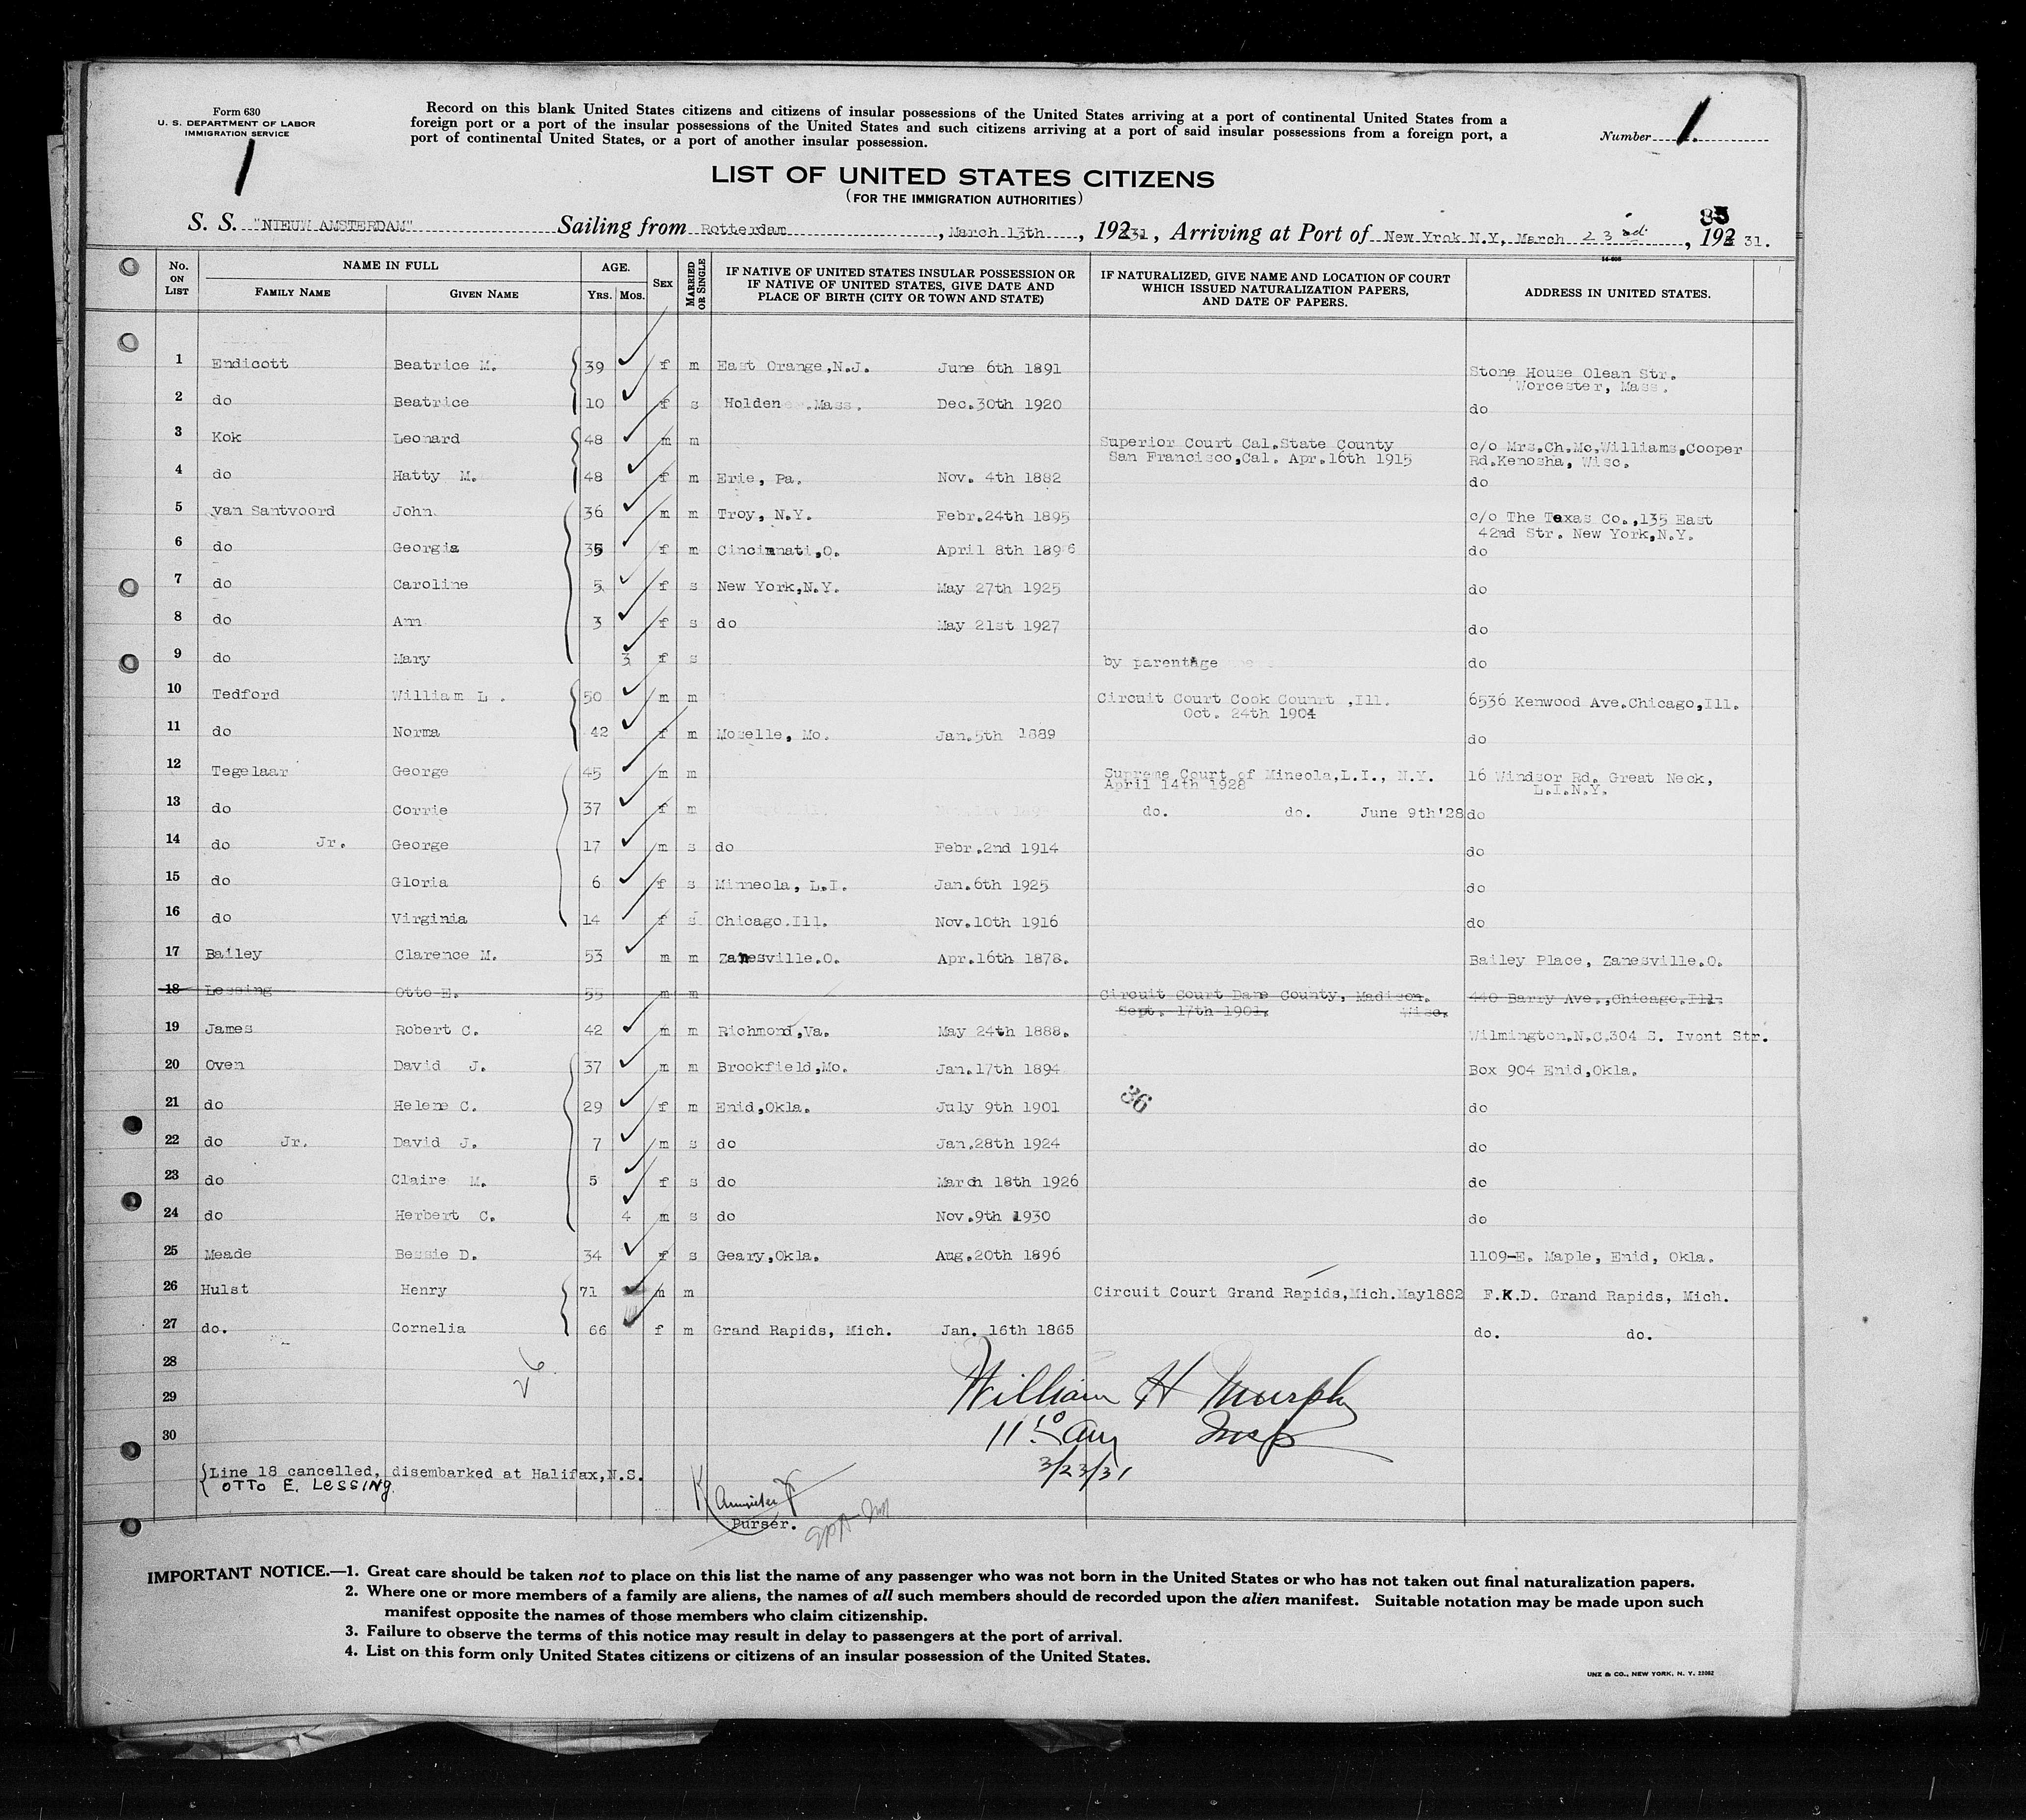 Form 630
U. S. DEPARTMENT OF LABOR
IMMIGRATION SERVICE
1
Record on this blank United States citizens and citizens of insular possessions of the United States arriving at a port of continental United States from a
foreign port or a port of the insular possessions of the United States and such citizens arriving at a port of said insular possessions from a foreign port, a
port of continental United States, or a port of another insular possession.
Number 1.
LIST OF UNITED STATES CITIZENS
(FOR THE IMMIGRATION AUTHORITIES)
S. S. "NIEUW AMSTERDAM" Sailing from Rotterdam, March 13th, 1931, Arriving at Port of New Yrok N.Y, March 23rd, 192 31.
No. ON LIST NAME IN FULL AGE. SEX MARRIED OR SINGLE IF NATIVE OF UNITED STATES INSULAR POSSESSION OR IF NATIVE OF UNITED STATES, GIVE DATE AND PLACE OF BIRTH (CITY OR TOWN AND STATE) IF NATURALIZED, GIVE NAME AND LOCATION OF COURT WHICH ISSUED NATURALIZATION PAPERS, AND DATE OF PAPERS. ADDRESS IN UNITED STATES.
FAMILY NAME GIVEN NAME YRS. MOS.
1 Endicott Beatrice M. 39 f m East Orange,N.J. June 6th 1891 Stone House Olean Str.
Worcester, Mass.
2 do Beatrice 10 f s Holden .Mass. Dec.30th 1920 do
3 Kok Leonard 48 m m Superior Court Cal.State County c/o Mrs.Ch.Mc.Williams,Cooper
San Francisco,Cal. Apr.16th 1915 Rd.Kenosha, Wisc.
4 do Hatty M. 48 f m Erie, Pa. Nov. 4th 1882 do
5 van Santvoord John 36 m m Troy, N.Y. Febr.24th 1895 c/o The Texas Co.,135 East
42nd Str. New York,N.Y.
6 do Georgia 35 f m Cincinnati,O. April 8th 1896 do
7 do Caroline 5 f s New York,N.Y. May 27th 1925 do
8 do Ann 3 f s do May 21st 1927 do
9 do Mary 3 f s by parentage do
10 Tedford William L . 50 m m Circuit Court Cook Counrt ,Ill. 6536 Kenwood Ave.Chicago,Ill.
Oct. 24th 1904
11 do Norma 42 f m Moselle, Mo. Jan.5th 1889 do
12 Tegelaar George 45 m m Supreme Court of Mineola,L.I., N.Y. 16 Windsor Rd. Great Neck,
April 14th 1928 L.I.N.Y.
13 do Corrie 37 f m do. do. June 9th'28 do
14 do Jr. George 17 m s do Febr.2nd 1914 do
15 do Gloria 6 f s Minneola, L.I. Jan.6th 1925 do
16 do Virginia 14 f s Chicago.Ill. Nov.10th 1916 do
17 Bailey Clarence M. 53 m m Zanesville.O. Apr.16th 1878. Bailey Place, Zanesville.O.
18 Lessing Otto E. 55 m m Circuit Court Dane County, Madison. 440 Barry Ave.,Chicago.Ill.
Sept. 17th 1901. Wisc.
19 James Robert C. 42 m m Richmond,Va. May 24th 1888. Wilmington.N.C.304 S. Ivont Str.
20 Oven David J. 37 m m Brookfield,Mo. Jan.17th 1894 Box 904 Enid,Okla.
36
21 do Helene C. 29 f m Enid,Okla. July 9th 1901 do
22 do Jr. David J. 7 m s do Jan.28th 1924 do
23 do Claire M. 5 f s do March 18th 1926 do
24 do Herbert C. 4 m s do Nov.9th 1930 do
25 Meade Bessie D. 34 f s Geary,Okla. Aug.20th 1896 1109-E. Maple, Enid, Okla.
26 Hulst Henry 71 m m Circuit Court Grand Rapids,Mich.May1882 F.K.D. Grand Rapids, Mich.
27 do. Cornelia 66 f m Grand Rapids, Mich. Jan. 16th 1865 do. do.
28
29
30
26
William H Murphy
11 10 am Insp
3/23/31
Line 18 cancelled, disembarked at Halifax,N.S.
OTTO E. LESSING.
Purser.
IMPORTANT NOTICE.—1. Great care should be taken not to place on this list the name of any passenger who was not born in the United States or who has not taken out final naturalization papers.
2. Where one or more members of a family are aliens, the names of all such members should de recorded upon the alien manifest. Suitable notation may be made upon such
manifest opposite the names of those members who claim citizenship.
3. Failure to observe the terms of this notice may result in delay to passengers at the port of arrival.
4. List on this form only United States citizens or citizens of an insular possession of the United States.
UNZ & CO., NEW YORK, N. Y. 22062